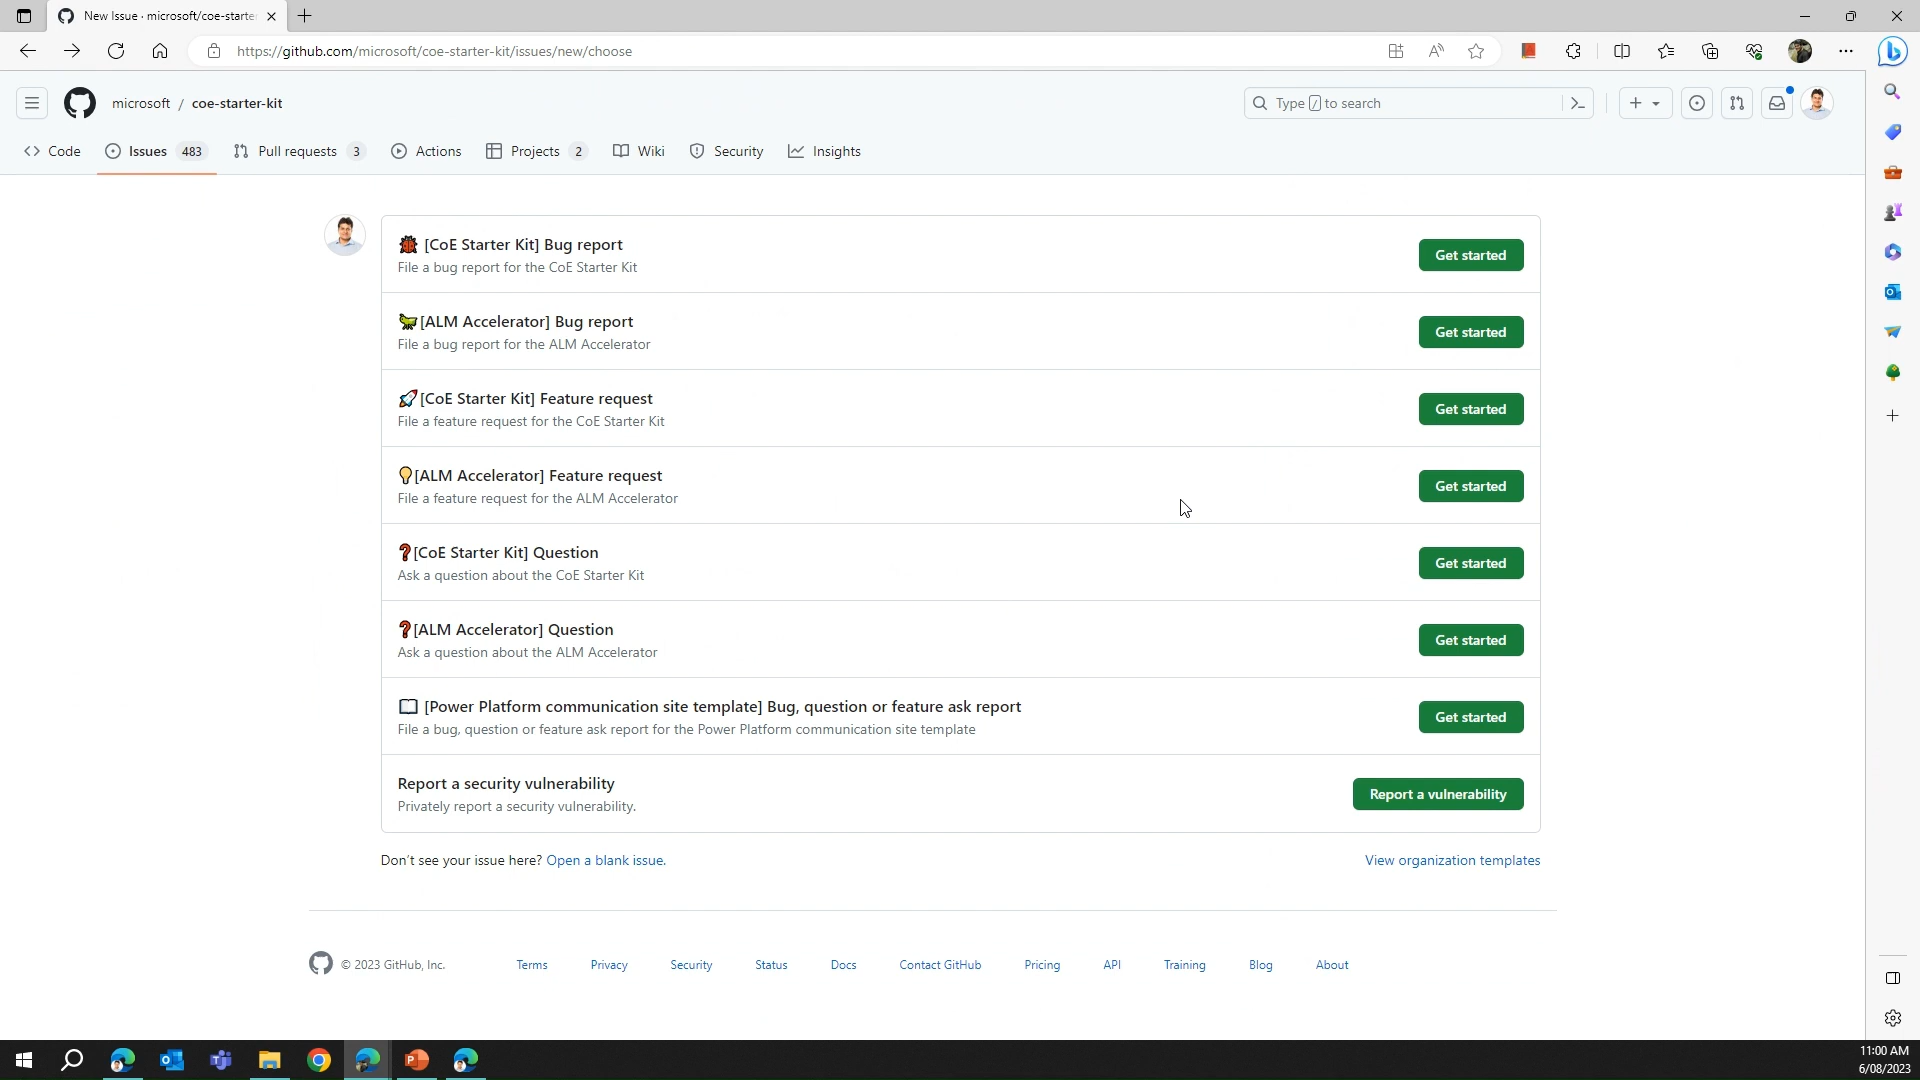 New Issue · microsoft/coe-starte
https://github.com/microsoft/coe-starter-kit/issues/new/choose
microsoft / coe-starter-kit
Type / to search
Code
Issues 483
Pull requests 3
Actions
Projects 2
Wiki
Security
Insights
[CoE Starter Kit] Bug report
File a bug report for the CoE Starter Kit
Get started
[ALM Accelerator] Bug report
File a bug report for the ALM Accelerator
Get started
[CoE Starter Kit] Feature request
File a feature request for the CoE Starter Kit
Get started
[ALM Accelerator] Feature request
File a feature request for the ALM Accelerator
Get started
❓[CoE Starter Kit] Question
Ask a question about the CoE Starter Kit
Get started
❓[ALM Accelerator] Question
Ask a question about the ALM Accelerator
Get started
[Power Platform communication site template] Bug, question or feature ask report
File a bug, question or feature ask report for the Power Platform communication site template
Get started
Report a security vulnerability
Privately report a security vulnerability.
Report a vulnerability
Don't see your issue here? Open a blank issue.
View organization templates
© 2023 GitHub, Inc.
Terms
Privacy
Security
Status
Docs
Contact GitHub
Pricing
API
Training
Blog
About
11:00 AM
6/08/2023